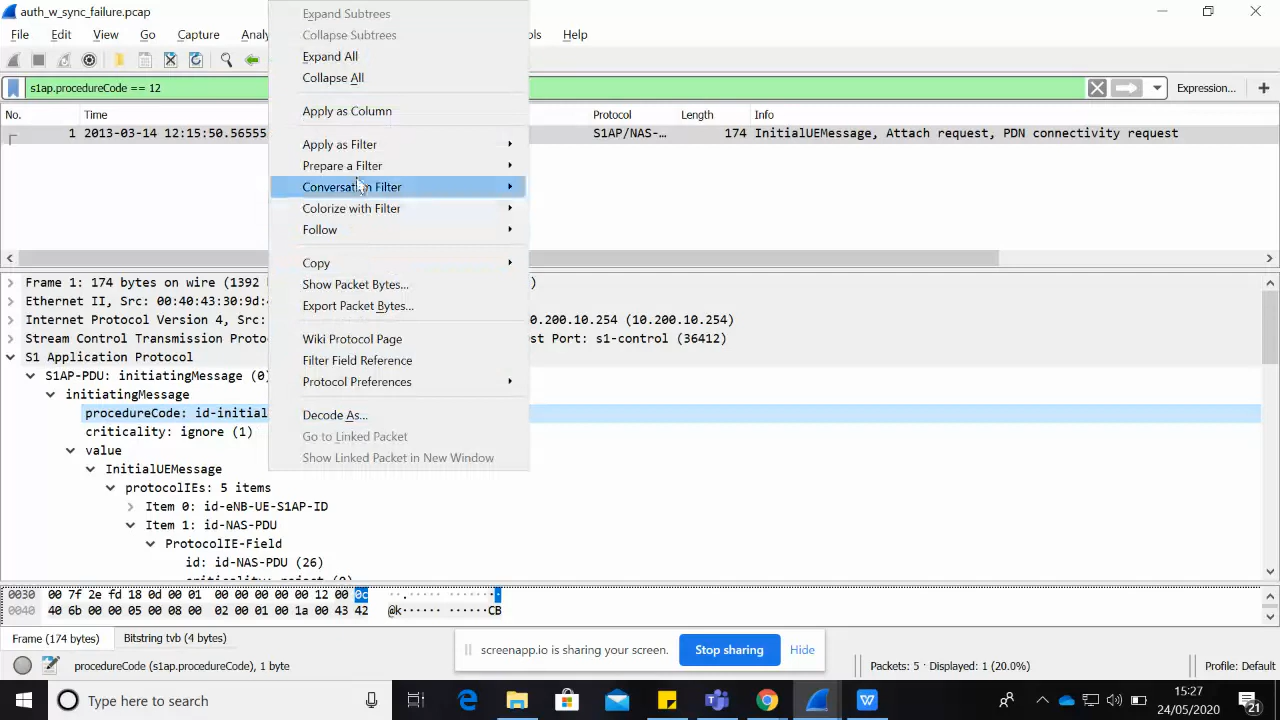 auth_w_sync_failure.pcap
File Edit View Go Capture Analy ols Help
s1ap.procedureCode == 12
Expression...
No. Time Protocol Length Info
1 2013-03-14 12:15:50.56555 S1AP/NAS-... 174 InitialUEMessage, Attach request, PDN connectivity request
Expand Subtrees
Collapse Subtrees
Expand All
Collapse All
Apply as Column
Apply as Filter
Prepare a Filter
Conversation Filter
Colorize with Filter
Follow
Copy
Show Packet Bytes...
Export Packet Bytes...
Wiki Protocol Page
Filter Field Reference
Protocol Preferences
Decode As...
Go to Linked Packet
Show Linked Packet in New Window
Frame 1: 174 bytes on wire (1392 )
Ethernet II, Src: 00:40:43:30:9d:
Internet Protocol Version 4, Src: 0.200.10.254 (10.200.10.254)
Stream Control Transmission Proto st Port: s1-control (36412)
S1 Application Protocol
S1AP-PDU: initiatingMessage (0)
initiatingMessage
procedureCode: id-initial
criticality: ignore (1)
value
InitialUEMessage
protocolIEs: 5 items
Item 0: id-eNB-UE-S1AP-ID
Item 1: id-NAS-PDU
ProtocolIE-Field
id: id-NAS-PDU (26)
criticality: reject (0)
0030 00 7f 2e fd 18 0d 00 01 00 00 00 00 00 12 00 0c ··.····· ········
0040 40 6b 00 00 05 00 08 00 02 00 01 00 1a 00 43 42 @k······ ······CB
Frame (174 bytes) Bitstring tvb (4 bytes)
screenapp.io is sharing your screen. Stop sharing Hide
procedureCode (s1ap.procedureCode), 1 byte
Packets: 5 · Displayed: 1 (20.0%)
Profile: Default
Type here to search
15:27
24/05/2020
21